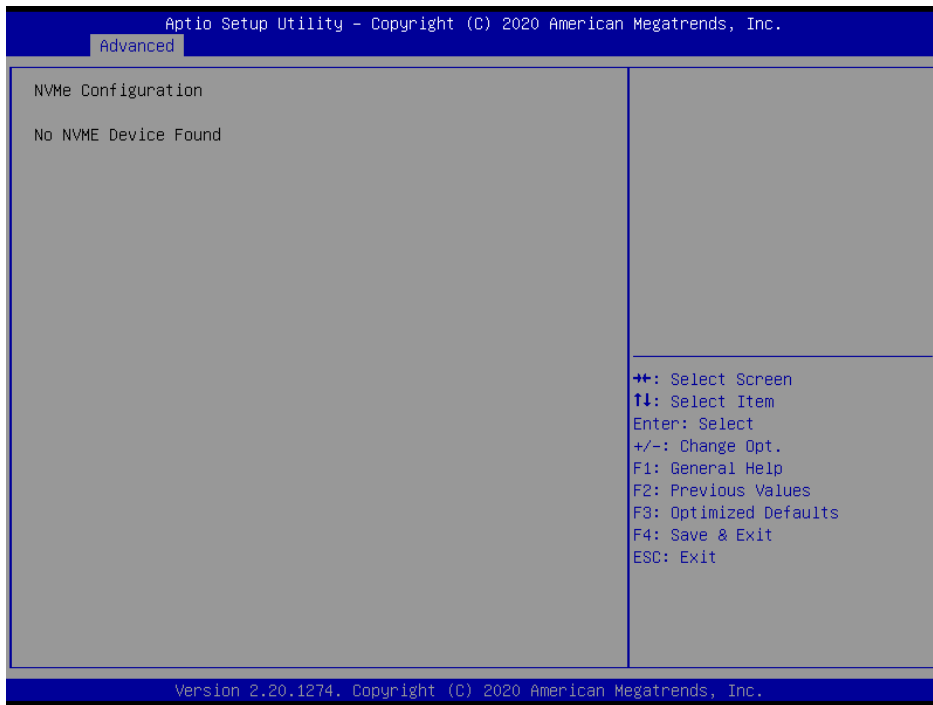 Aptio Setup Utility – Copyright (C) 2020 American Megatrends, Inc.
Advanced
NVMe Configuration
No NVME Device Found
→←: Select Screen
↑↓: Select Item
Enter: Select
+/-: Change Opt.
F1: General Help
F2: Previous Values
F3: Optimized Defaults
F4: Save & Exit
ESC: Exit
Version 2.20.1274. Copyright (C) 2020 American Megatrends, Inc.